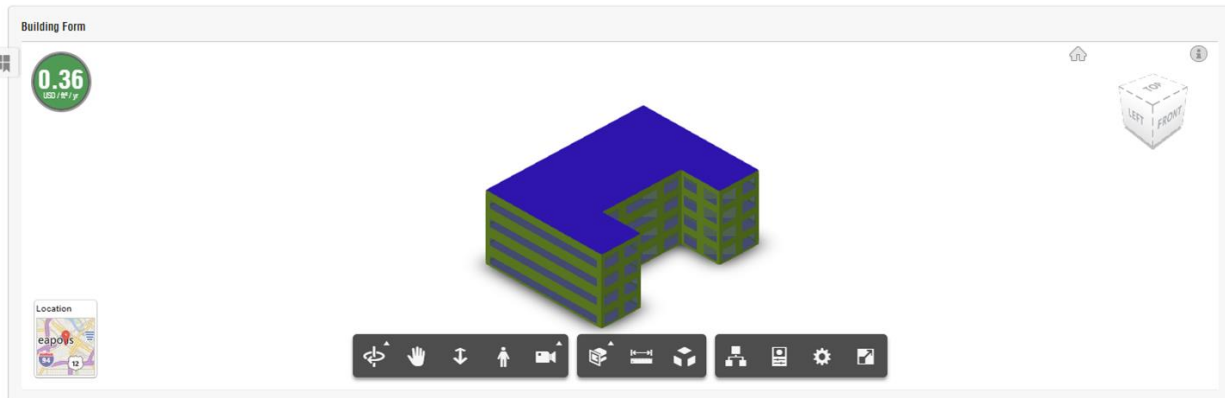 Building Form
0.36
USD / ft² / yr
TOP
LEFT
FRONT
Location
eapolis
94
12